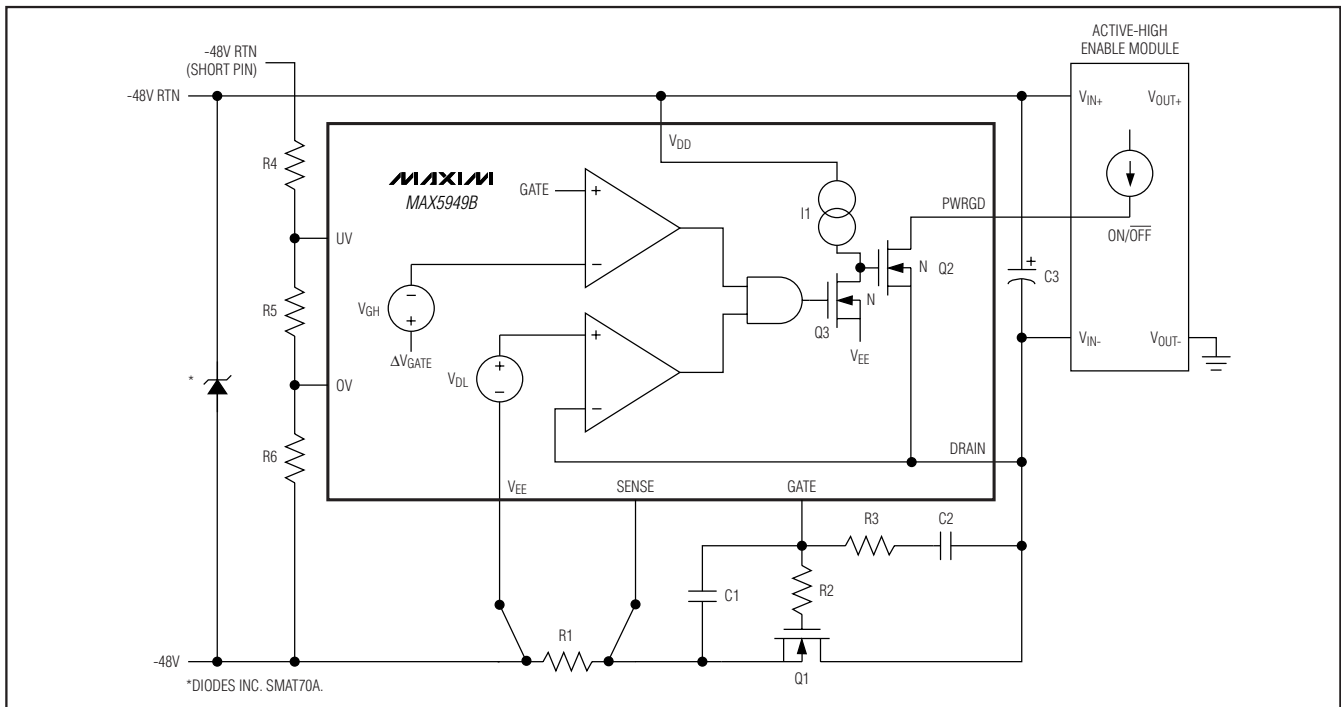 ACTIVE-HIGH
ENABLE MODULE
-48V RTN
(SHORT PIN)
-48V RTN
VIN+
VOUT+
VDD
R4
MAXIM
MAX5949B
GATE
+
−
I1
PWRGD
ON/OFF
N
Q2
+
C3
UV
VGH
−
+
ΔVGATE
R5
N
Q3
VEE
VIN-
VOUT-
*
OV
VDL
+
−
+
−
R6
DRAIN
VEE
SENSE
GATE
R3
C2
C1
R2
R1
-48V
Q1
*DIODES INC. SMAT70A.